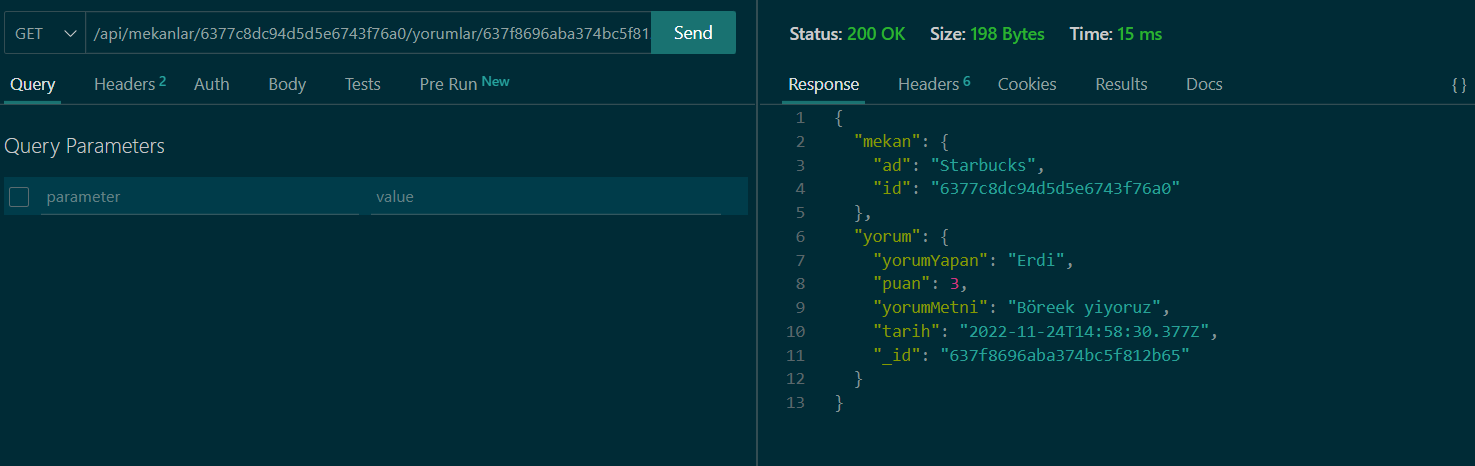 GET /api/mekanlar/6377c8dc94d5d5e6743f76a0/yorumlar/637f8696aba374bc5f81 Send
Query Headers 2 Auth Body Tests Pre Run New
Query Parameters
parameter value
Status: 200 OK Size: 198 Bytes Time: 15 ms
Response Headers 6 Cookies Results Docs { }
1 {
2 "mekan": {
3 "ad": "Starbucks",
4 "id": "6377c8dc94d5d5e6743f76a0"
5 },
6 "yorum": {
7 "yorumYapan": "Erdi",
8 "puan": 3,
9 "yorumMetni": "Böreek yiyoruz",
10 "tarih": "2022-11-24T14:58:30.377Z",
11 "_id": "637f8696aba374bc5f812b65"
12 }
13 }